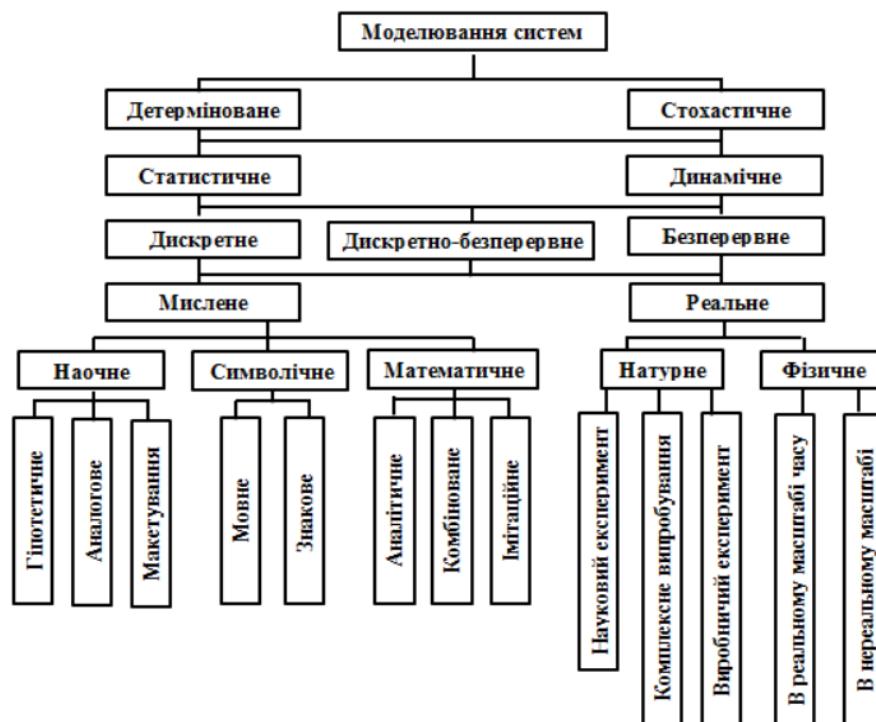 Моделювання систем
Детерміноване
Стохастичне
Статистичне
Динамічне
Дискретне
Дискретно-безперервне
Безперервне
Мислене
Реальне
Наочне
Символічне
Математичне
Натурне
Фізичне
Гіпотетичне
Аналогове
Макетування
Мовне
Знакове
Аналітичне
Комбіноване
Імітаційне
Науковий експеримент
Комплексне випробування
Виробничий експеримент
В реальному масштабі часу
В нереальному масштабі